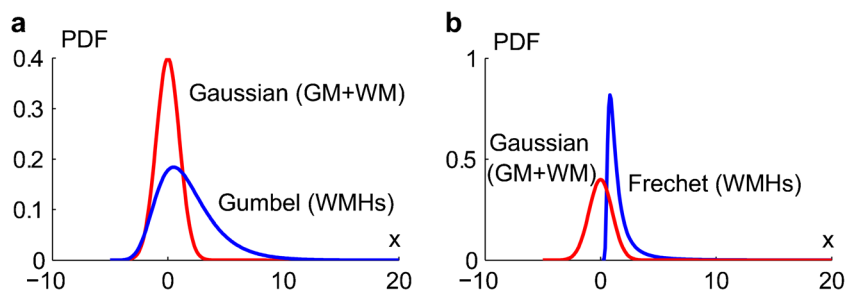 a
PDF
0.4
0.3
0.2
0.1
0
Gaussian (GM+WM)
Gumbel (WMHs)
x
−10
0
10
20
b
PDF
1
0.5
0
Gaussian
(GM+WM)
Frechet (WMHs)
x
−10
0
10
20